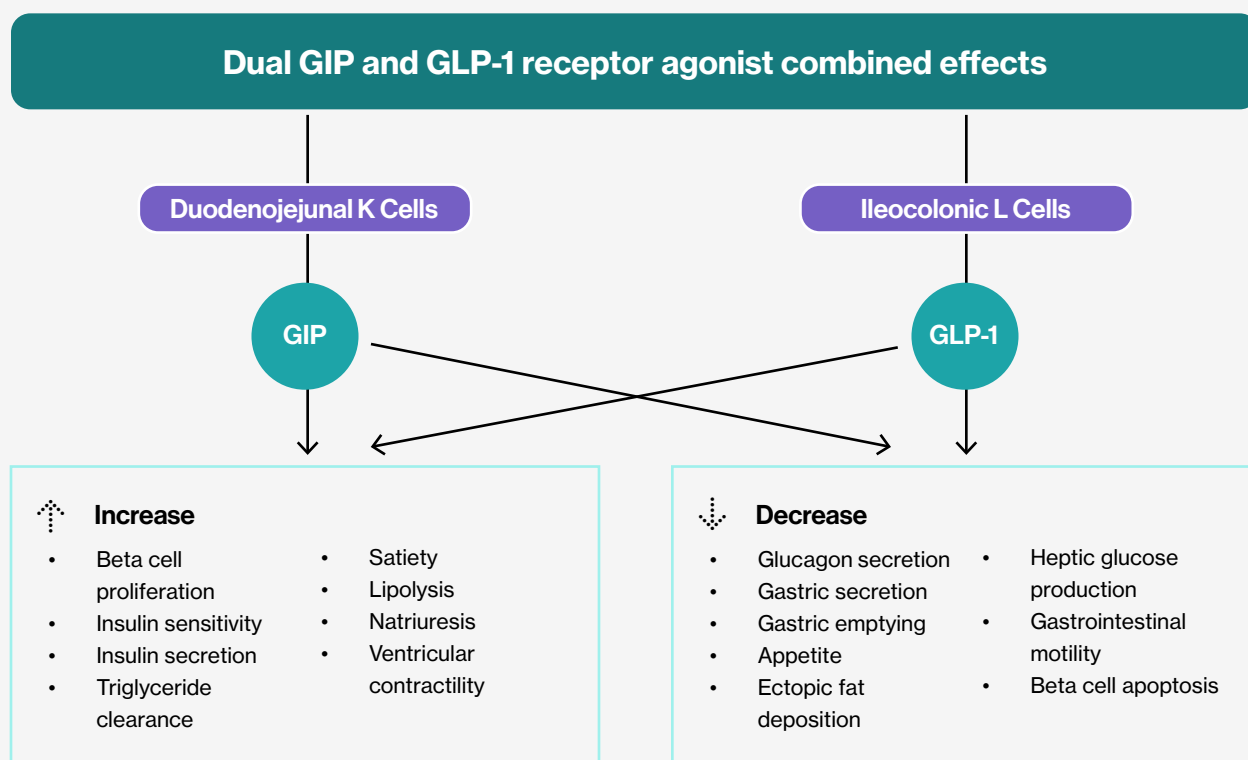 Dual GIP and GLP-1 receptor agonist combined effects
Duodenojejunal K Cells
Ileocolonic L Cells
GIP
GLP-1
Increase
• Beta cell
proliferation
• Insulin sensitivity
• Insulin secretion
• Triglyceride
clearance
• Satiety
• Lipolysis
• Natriuresis
• Ventricular
contractility
Decrease
• Glucagon secretion
• Gastric secretion
• Gastric emptying
• Appetite
• Ectopic fat
deposition
• Heptic glucose
production
• Gastrointestinal
motility
• Beta cell apoptosis